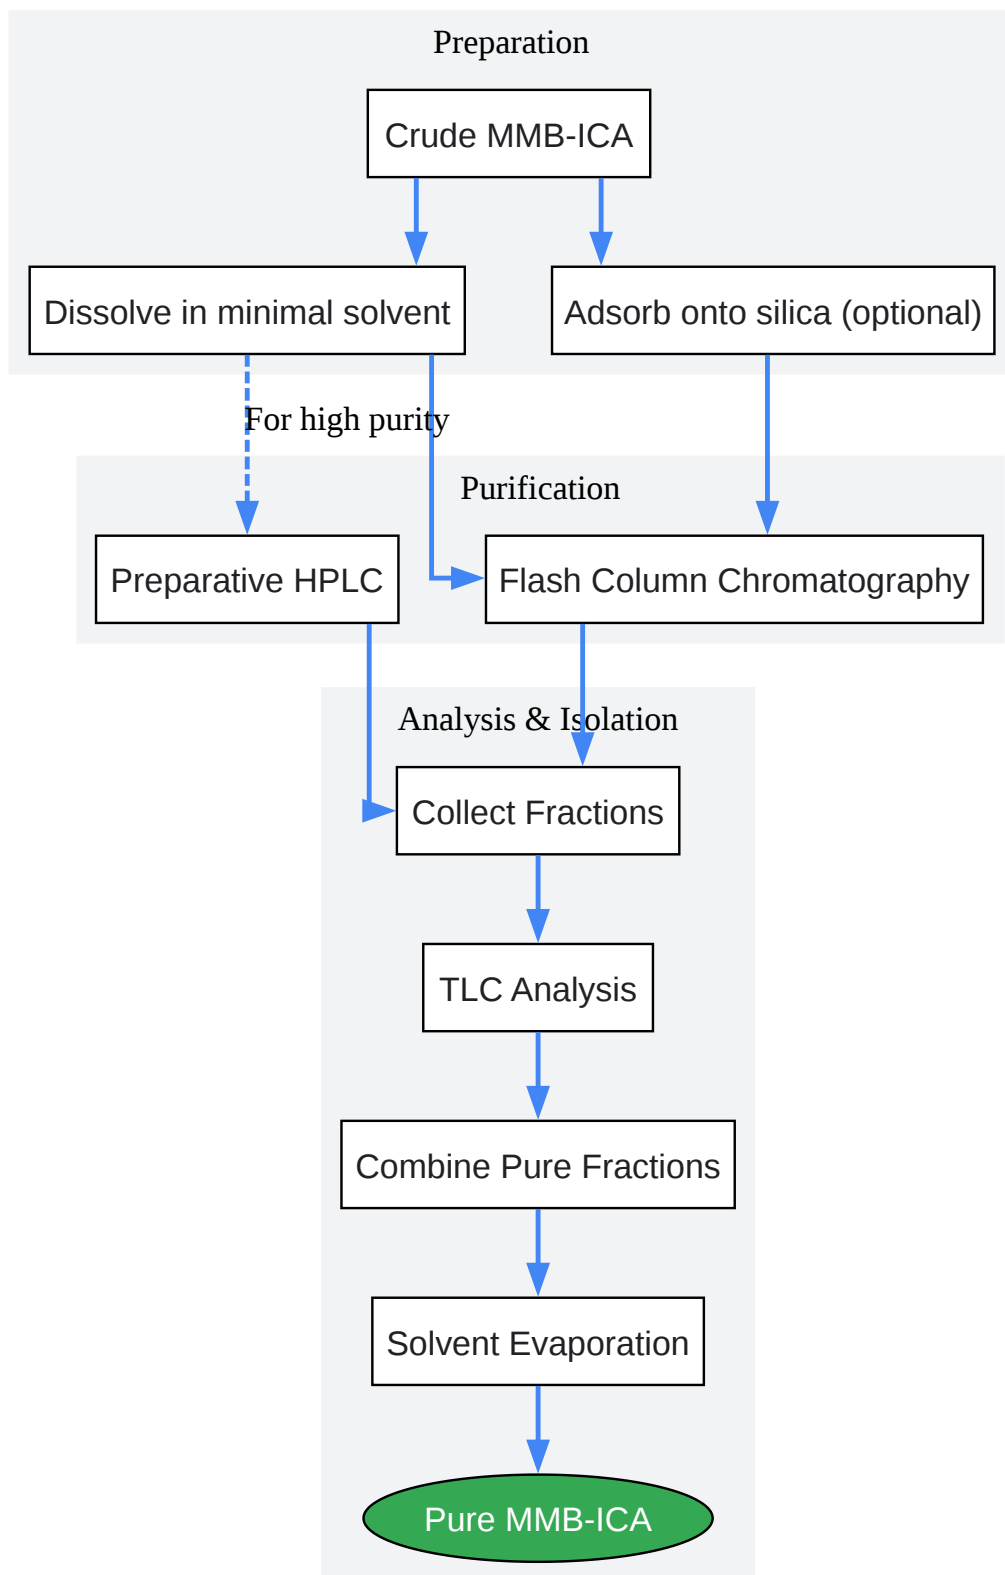 Preparation
Crude MMB-ICA
Dissolve in minimal solvent
Adsorb onto silica (optional)
For high purity
Purification
Preparative HPLC
Flash Column Chromatography
Analysis & Isolation
Collect Fractions
TLC Analysis
Combine Pure Fractions
Solvent Evaporation
Pure MMB-ICA